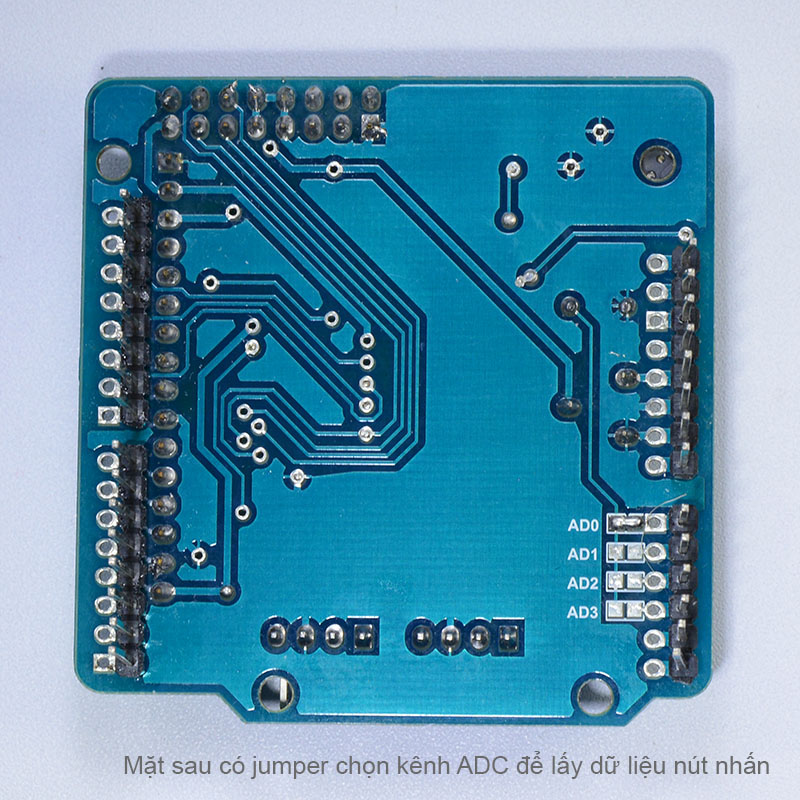 AD0
AD1
AD2
AD3
Mặt sau có jumper chọn kênh ADC để lấy dữ liệu nút nhấn